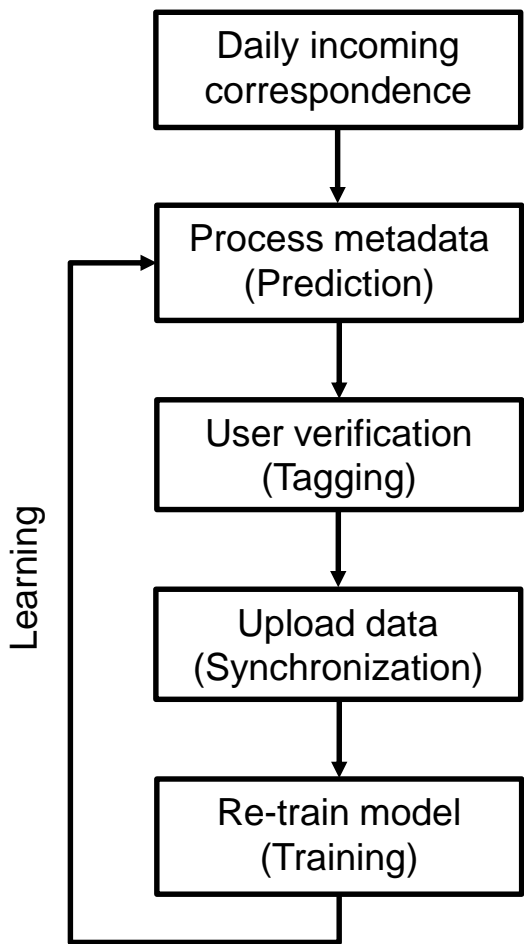 Daily incoming
correspondence
Process metadata
(Prediction)
User verification
(Tagging)
Upload data
(Synchronization)
Re-train model
(Training)
Learning